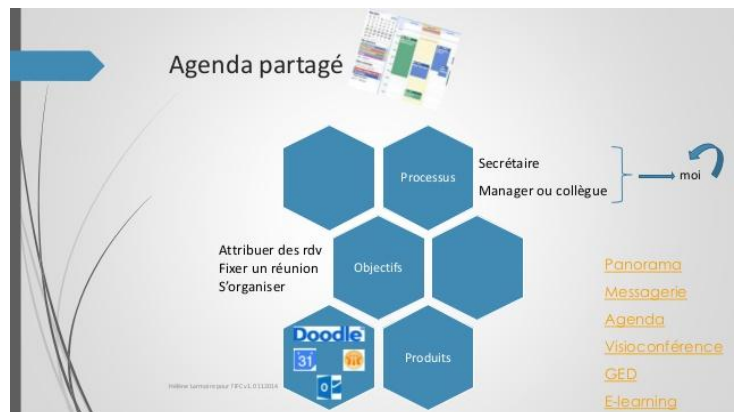 Agenda partagé
Processus
Secrétaire
Manager ou collègue
moi
Attribuer des rdv
Fixer un réunion
S'organiser
Objectifs
Doodle
31
Produits
Panorama
Messagerie
Agenda
Visioconférence
GED
E-learning